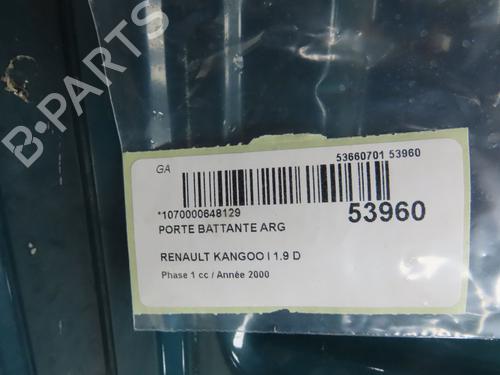 B-PARTS
GA
53660701 53960
*1070000648129
53960
PORTE BATTANTE ARG
RENAULT KANGOO I 1.9 D
Phase 1 cc / Année 2000